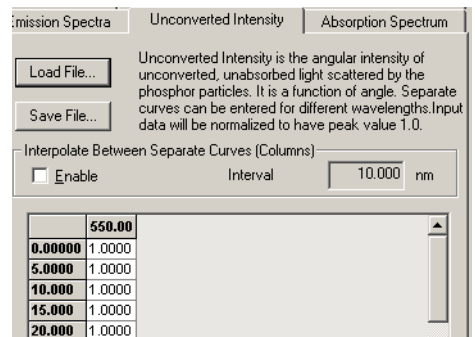 Emission Spectra Unconverted Intensity Absorption Spectrum
Load File...
Save File...
Unconverted Intensity is the angular intensity of
unconverted, unabsorbed light scattered by the
phosphor particles. It is a function of angle. Separate
curves can be entered for different wavelengths.Input
data will be normalized to have peak value 1.0.
Interpolate Between Separate Curves (Columns)
Enable Interval 10.000 nm
550.00
0.00000 1.0000
5.0000 1.0000
10.000 1.0000
15.000 1.0000
20.000 1.0000